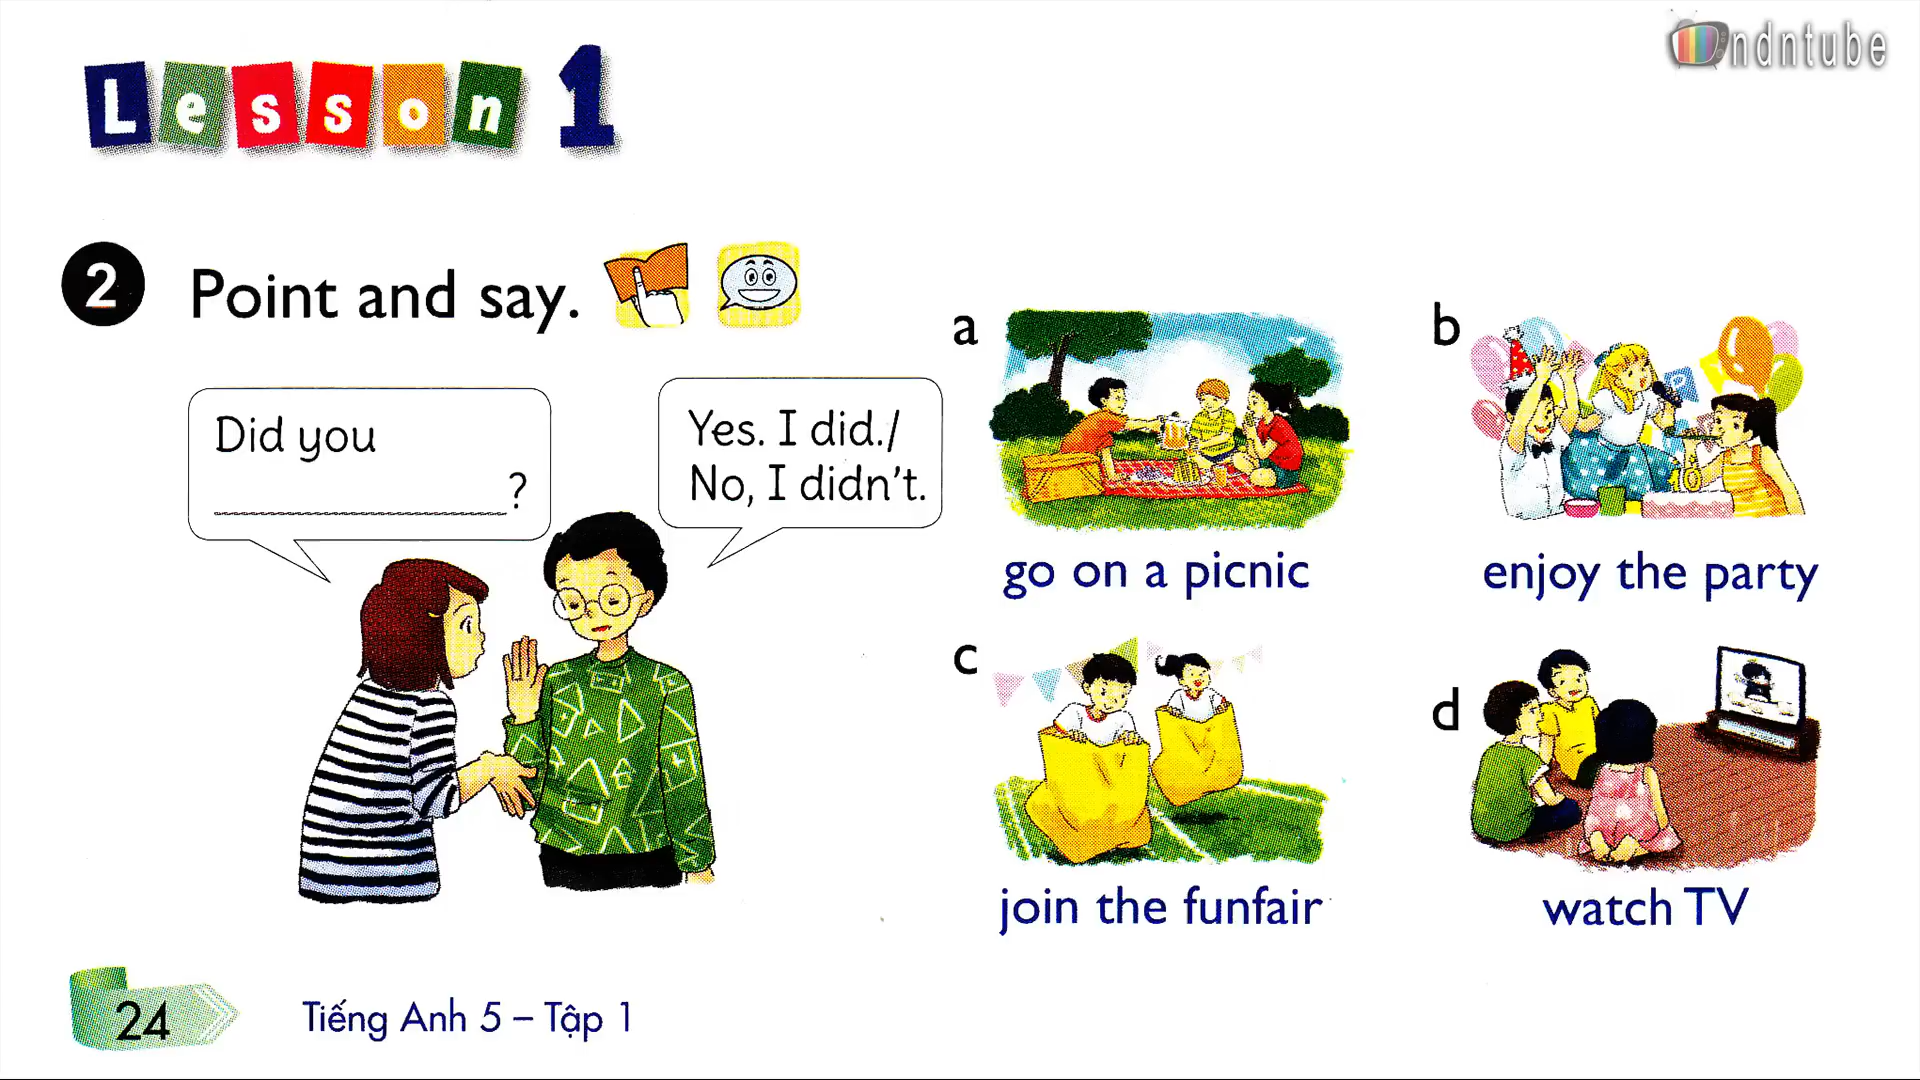 ndntube
Lesson 1
2 Point and say.
Did you
?
Yes. I did./
No, I didn't.
a
go on a picnic
b
enjoy the party
10
c
join the funfair
d
watch TV
24
Tiếng Anh 5 – Tập 1